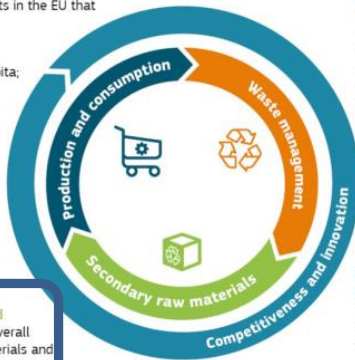 ts in the EU that
ita;
Production and consumption
Waste management
Secondary raw materials
Competitiveness and innovation
verall
erials and